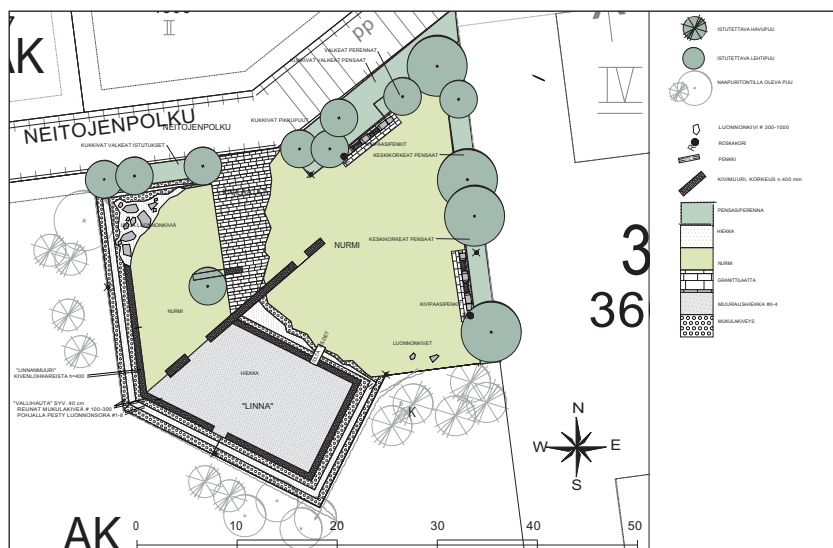 AK
II
pp
IV
VALKEAT PERENNAT
KUKKIVAT VALKEAT PENSAAT
KUKKIVAT PIKKUPUUT
NEITOJENPOLKU
NEITOJENPOLKU
KUKKIVAT VALKEAT ISTUTUKSET
KESKIKORKEAT PENSAAT
KESKIKORKEAT PENSAAT
NURMI
NURMI
KIVIPAASIPENKIT
LUONNONKIVET
HIEKKA
"LINNA"
"LINNANMUURI"
KIVENLOHKAREISTA h=400
"VALLIHAUTA" SYV. 40 cm
REUNAT MUKULAKIVEÄ # 100-300
POHJALLA PESTY LUONNONSORA #1-8
K
3
36
N
W E
S
AK
0 10 20 30 40 50
ISTUTETTAVA HAVUPUU
ISTUTETTAVA LEHTIPUU
NAAPURITONTILLA OLEVA PUU
LUONNONKIVI # 300-1000
ROSKAKORI
PENKKI
KIVIMUURI, KORKEUS n.400 mm
PENSAS/PERENNA
HIEKKA
NURMI
GRANIITTILAATTA
MUURAUSHIEKKA #0-4
MUKULAKIVEYS